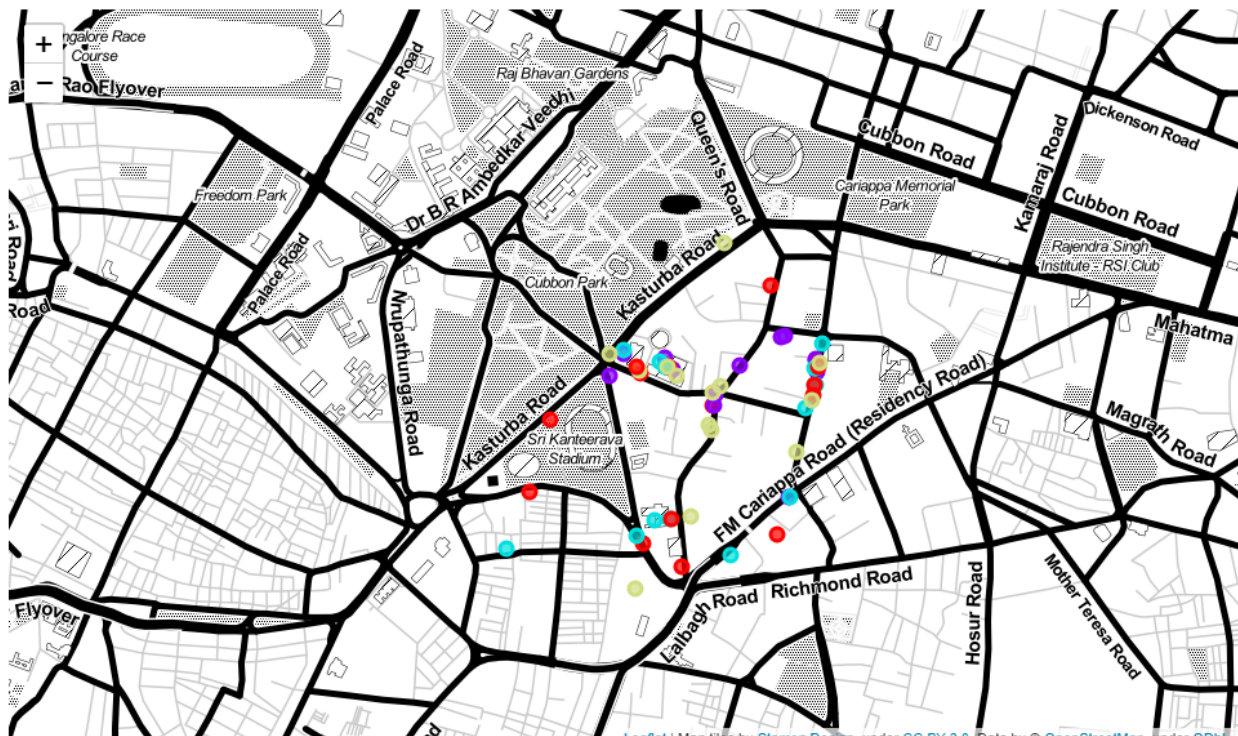 +
−
ngalore Race
Course
Rao Flyover
Palace Road
Raj Bhavan Gardens
Dr B R Ambedkar Veedhi
Queen's Road
Cubbon Road
Dickenson Road
Kamaraj Road
Freedom Park
Cariappa Memorial
Park
Cubbon Road
Rajendra Singh
Institute - RSI Club
Palace Road
Road
Nrupathunga Road
Cubbon Park
Kasturba Road
Mahatma
Kasturba Road
Sri Kanteerava
Stadium
FM Cariappa Road (Residency Road)
Magrath Road
Flyover
Lalbagh Road
Richmond Road
Hosur Road
Mother Teresa Road